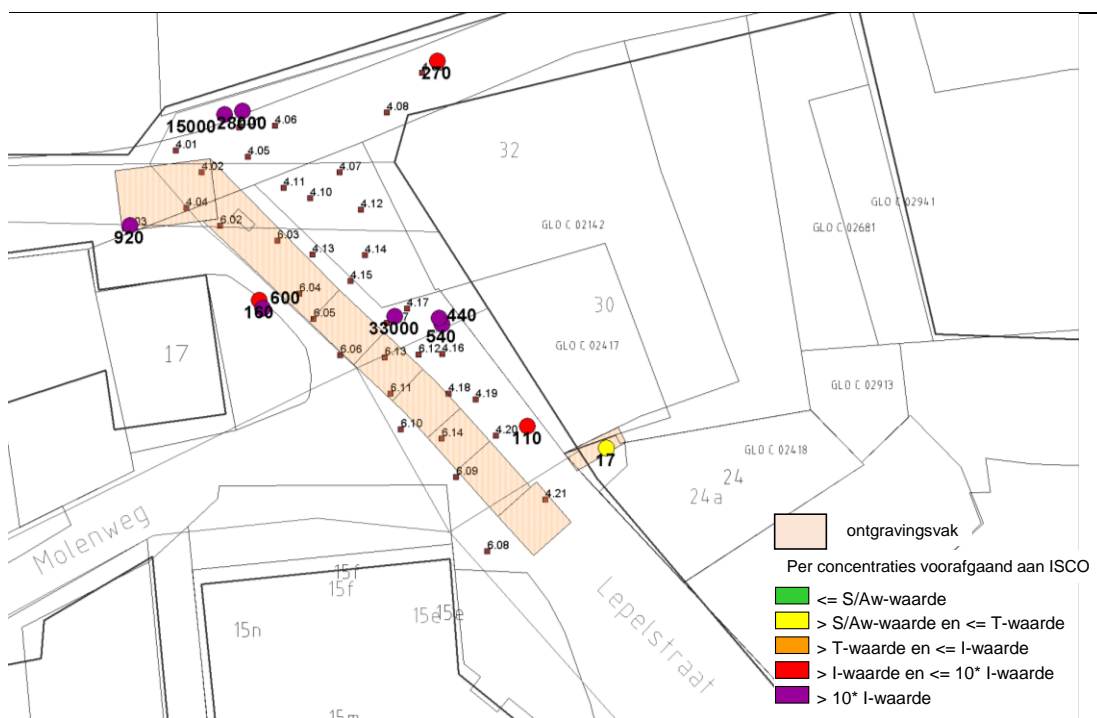 270
4.08
15000
28000
4.06
4.01
4.05
32
4.02
4.07
4.11
4.10
4.04
4.12
GLO C 02142
GLO C 02941
GLO C 02681
920
6.02
6.03
4.13
4.14
4.15
6.04
600
160
6.05
4.17
33000
440
540
30
GLO C 02417
17
6.06
6.13
6.12
4.16
GLO C 02913
6.11
4.18
4.19
6.10
6.14
4.20
110
17
GLO C 02418
24
24a
6.09
4.21
Molenweg
6.08
15f
15f
15e
15e
15n
Lepelstraat
15m
ontgravingsvak
Per concentraties voorafgaand aan ISCO
<= S/Aw-waarde
> S/Aw-waarde en <= T-waarde
> T-waarde en <= I-waarde
> I-waarde en <= 10* I-waarde
> 10* I-waarde